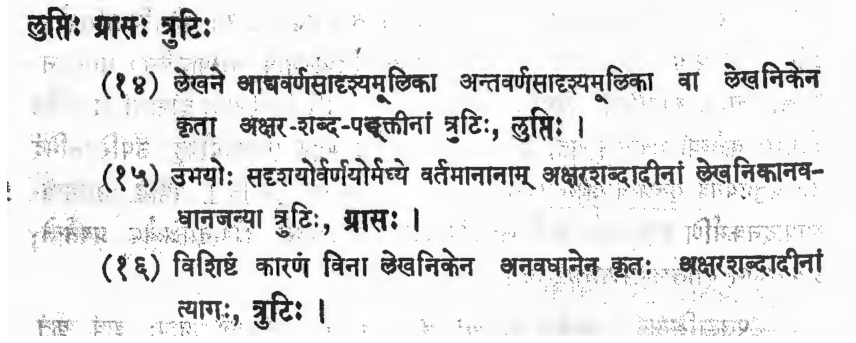 लुप्तिः ग्रासः त्रुटिः
(१४) लेखने आद्यवर्णसादृश्यमूलिका अन्तवर्णसादृश्यमूलिका वा लेखनिकेन
कृता अक्षर-शब्द-पङ्क्तीनां त्रुटिः, लुप्तिः ।
(१५) उभयोः सदृशयोर्वर्णयोर्मध्ये वर्तमानानाम् अक्षरशब्दादीनां लेखनिकानव-
धानजन्या त्रुटिः, ग्रासः ।
(१६) विशिष्टं कारणं विना लेखनिकेन अनवधानेन कृतः अक्षरशब्दादीनां
त्यागः, त्रुटिः ।